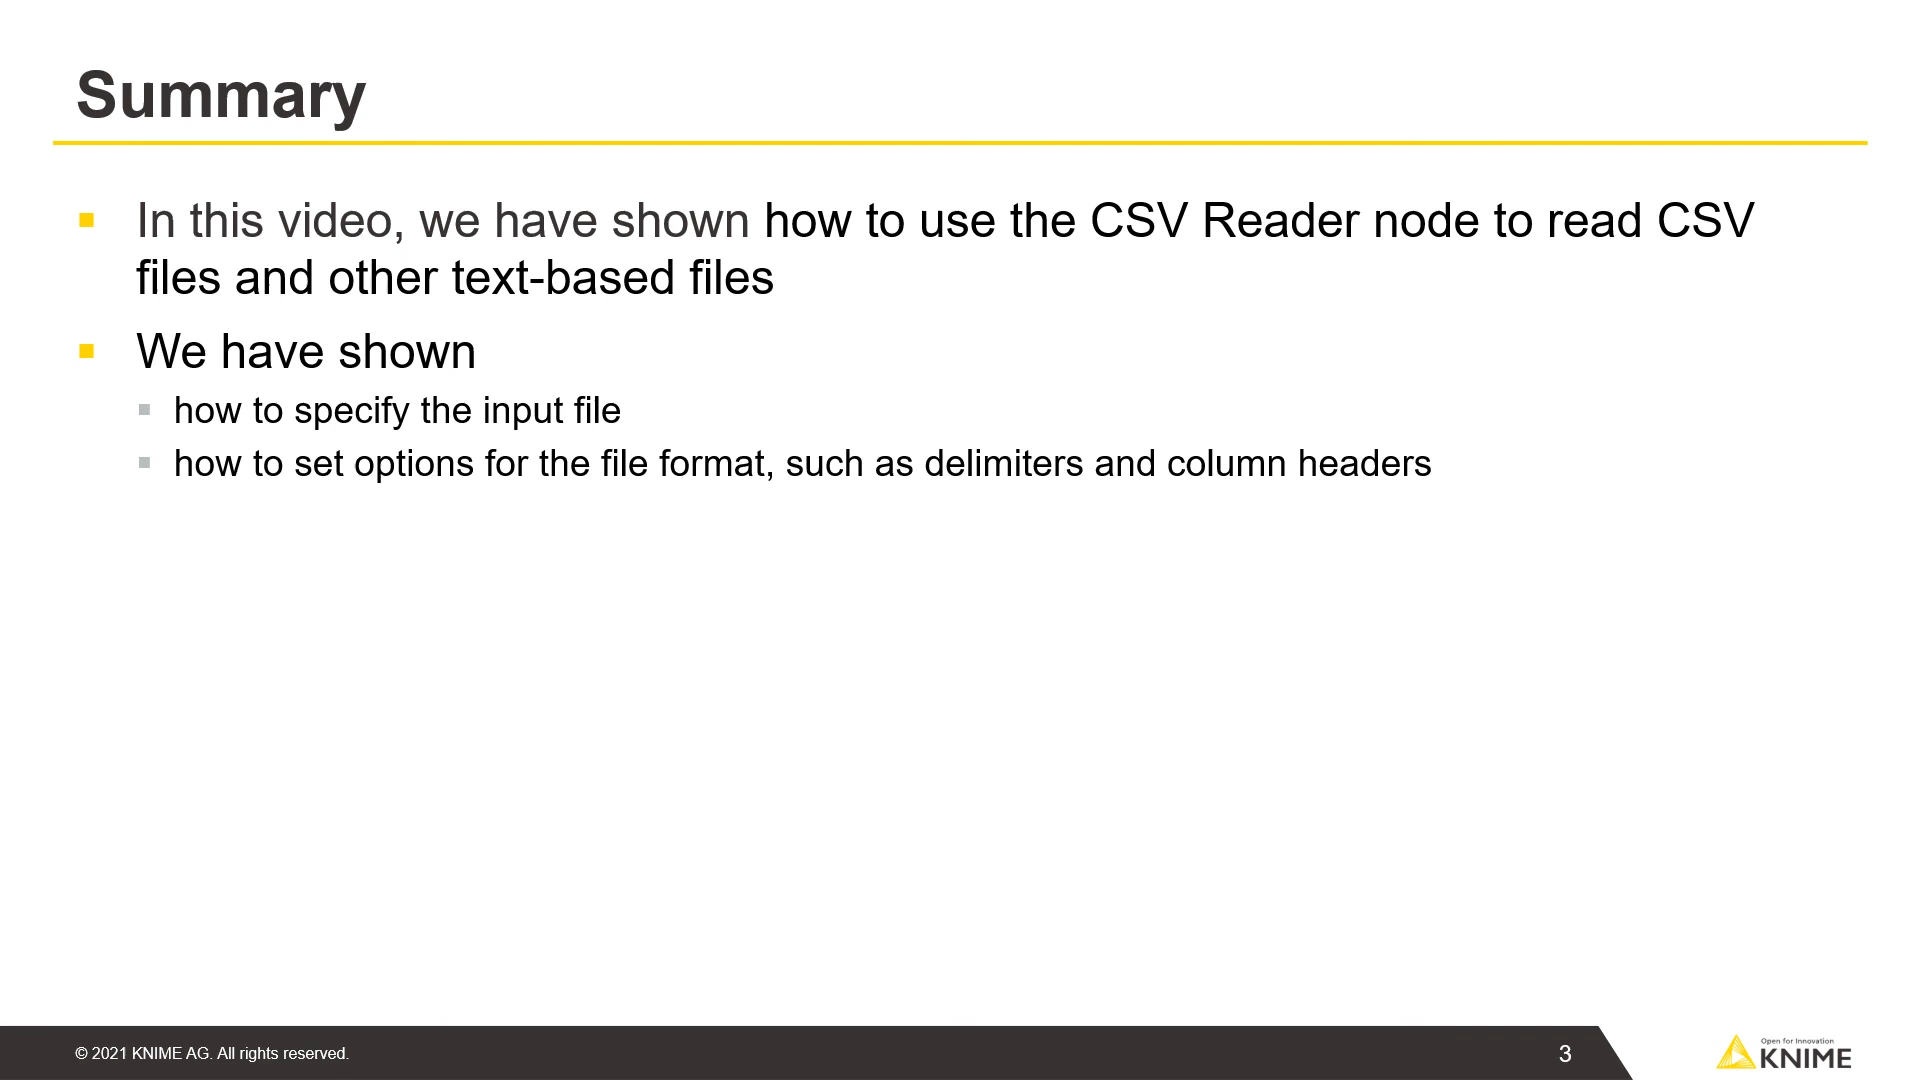 Summary
In this video, we have shown how to use the CSV Reader node to read CSV
files and other text-based files
We have shown
how to specify the input file
how to set options for the file format, such as delimiters and column headers
© 2021 KNIME AG. All rights reserved.
3
Open for Innovation
KNIME